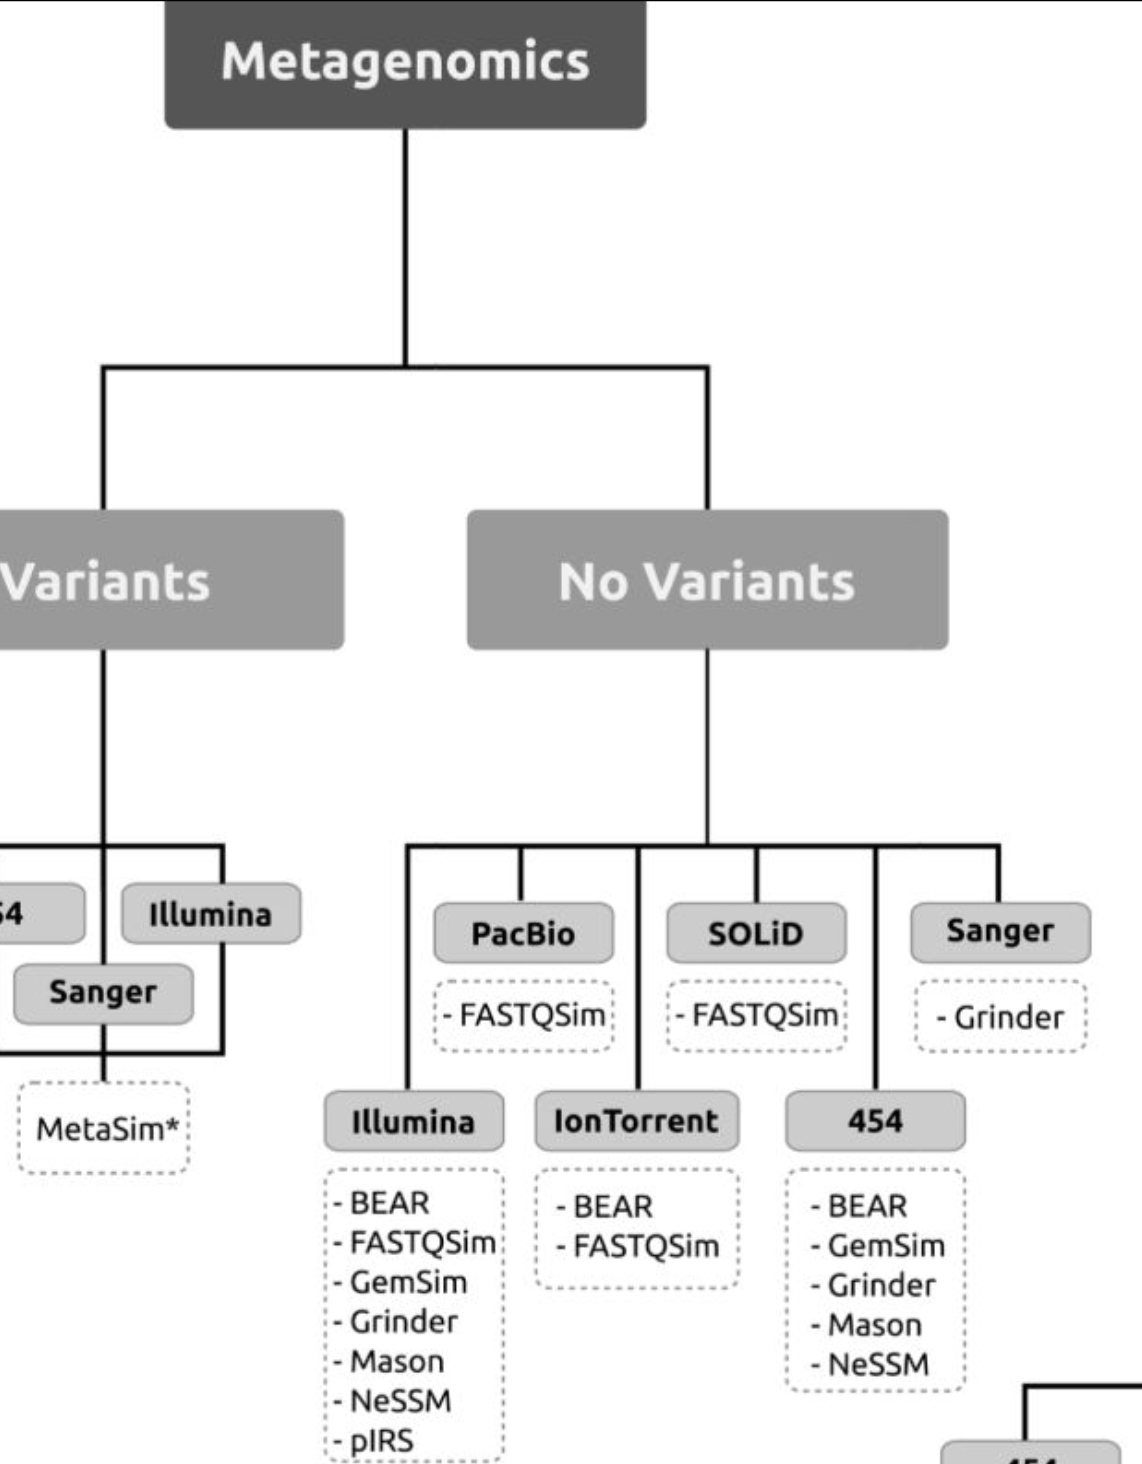 Metagenomics
Variants
No Variants
54
Illumina
Sanger
MetaSim*
PacBio
- FASTQSim
SOLiD
- FASTQSim
Sanger
- Grinder
Illumina
- BEAR
- FASTQSim
- GemSim
- Grinder
- Mason
- NeSSM
- pIRS
IonTorrent
- BEAR
- FASTQSim
454
- BEAR
- GemSim
- Grinder
- Mason
- NeSSM
454